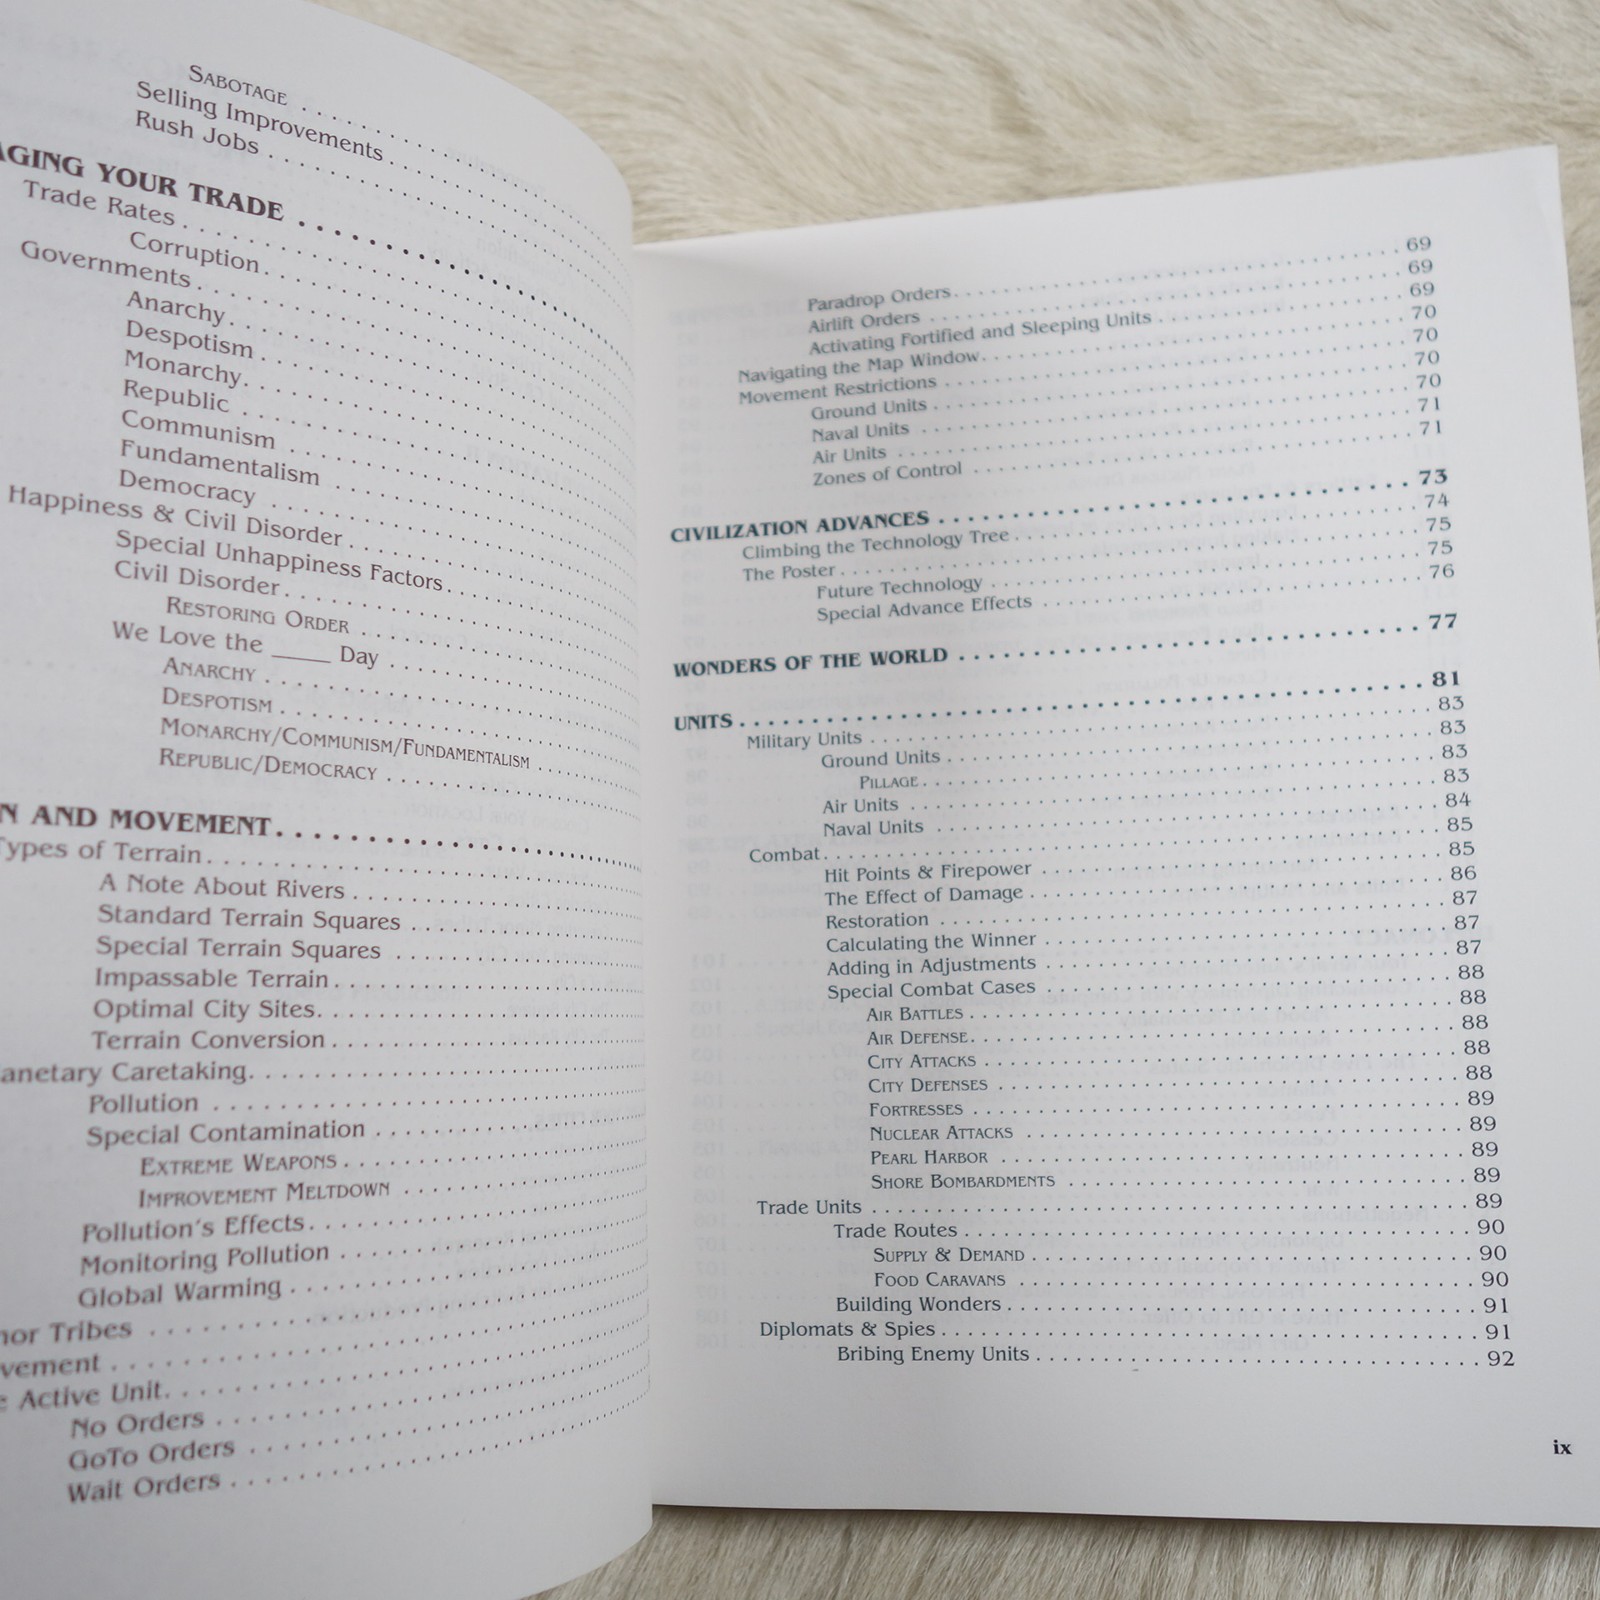 SABOTAGE . . . . . . . . . .
Selling Improvements . . . . . . . . . .
Rush Jobs . . . . . . . . . .
AGING YOUR TRADE . . . . . . . . . .
Trade Rates . . . . . . . . . .
Corruption . . . . . . . . . .
Governments . . . . . . . . . .
Anarchy . . . . . . . . . .
Despotism . . . . . . . . . .
Monarchy . . . . . . . . . .
Republic . . . . . . . . . .
Communism . . . . . . . . . .
Fundamentalism . . . . . . . . . .
Democracy . . . . . . . . . .
Happiness & Civil Disorder . . . . . . . . . .
Special Unhappiness Factors . . . . . . . . . .
Civil Disorder . . . . . . . . . .
RESTORING ORDER . . . . . . . . . .
We Love the _____ Day . . . . . . . . . .
ANARCHY . . . . . . . . . .
DESPOTISM . . . . . . . . . .
MONARCHY/COMMUNISM/FUNDAMENTALISM . . . . . . . . . .
REPUBLIC/DEMOCRACY . . . . . . . . . .
N AND MOVEMENT . . . . . . . . . .
Types of Terrain . . . . . . . . . .
A Note About Rivers . . . . . . . . . .
Standard Terrain Squares . . . . . . . . . .
Special Terrain Squares . . . . . . . . . .
Impassable Terrain . . . . . . . . . .
Optimal City Sites . . . . . . . . . .
Terrain Conversion . . . . . . . . . .
anetary Caretaking . . . . . . . . . .
Pollution . . . . . . . . . .
Special Contamination . . . . . . . . . .
EXTREME WEAPONS . . . . . . . . . .
IMPROVEMENT MELTDOWN . . . . . . . . . .
Pollution's Effects . . . . . . . . . .
Monitoring Pollution . . . . . . . . . .
Global Warming . . . . . . . . . .
nor Tribes . . . . . . . . . .
vement . . . . . . . . . .
e Active Unit . . . . . . . . . .
No Orders . . . . . . . . . .
GoTo Orders . . . . . . . . . .
Wait Orders . . . . . . . . . .
Paradrop Orders . . . . . . . . . . 69
Airlift Orders . . . . . . . . . . 69
Activating Fortified and Sleeping Units . . . . . . . . . . 69
Navigating the Map Window . . . . . . . . . . 70
Movement Restrictions . . . . . . . . . . 70
Ground Units . . . . . . . . . . 70
Naval Units . . . . . . . . . . 70
Air Units . . . . . . . . . . 71
Zones of Control . . . . . . . . . . 71
CIVILIZATION ADVANCES . . . . . . . . . . 73
Climbing the Technology Tree . . . . . . . . . . 74
The Poster . . . . . . . . . . 75
Future Technology . . . . . . . . . . 75
Special Advance Effects . . . . . . . . . . 76
WONDERS OF THE WORLD . . . . . . . . . . 77
UNITS . . . . . . . . . . 81
Military Units . . . . . . . . . . 83
Ground Units . . . . . . . . . . 83
PILLAGE . . . . . . . . . . 83
Air Units . . . . . . . . . . 83
Naval Units . . . . . . . . . . 84
Combat . . . . . . . . . . 85
Hit Points & Firepower . . . . . . . . . . 85
The Effect of Damage . . . . . . . . . . 86
Restoration . . . . . . . . . . 87
Calculating the Winner . . . . . . . . . . 87
Adding in Adjustments . . . . . . . . . . 87
Special Combat Cases . . . . . . . . . . 88
AIR BATTLES . . . . . . . . . . 88
AIR DEFENSE . . . . . . . . . . 88
CITY ATTACKS . . . . . . . . . . 88
CITY DEFENSES . . . . . . . . . . 88
FORTRESSES . . . . . . . . . . 89
NUCLEAR ATTACKS . . . . . . . . . . 89
PEARL HARBOR . . . . . . . . . . 89
SHORE BOMBARDMENTS . . . . . . . . . . 89
Trade Units . . . . . . . . . . 89
Trade Routes . . . . . . . . . . 90
SUPPLY & DEMAND . . . . . . . . . . 90
FOOD CARAVANS . . . . . . . . . . 90
Building Wonders . . . . . . . . . . 91
Diplomats & Spies . . . . . . . . . . 91
Bribing Enemy Units . . . . . . . . . . 92
ix